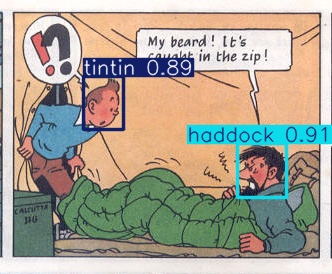 !?
My beard! It's
caught in the zip!
tintin 0.89
haddock 0.91
CALCUTTA